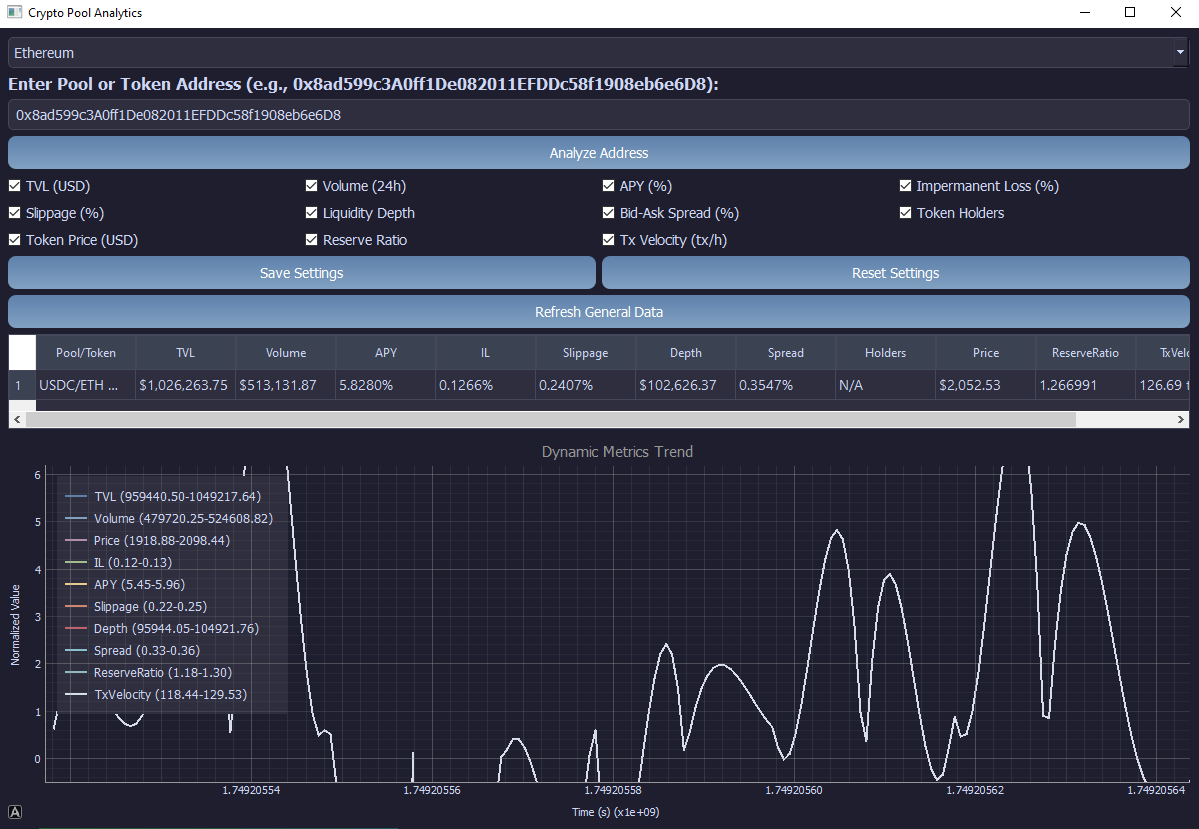 Crypto Pool Analytics
Ethereum
Enter Pool or Token Address (e.g., 0x8ad599c3A0ff1De082011EFDDc58f1908eb6e6D8):
0x8ad599c3A0ff1De082011EFDDc58f1908eb6e6D8
Analyze Address
TVL (USD) Volume (24h) APY (%) Impermanent Loss (%)
Slippage (%) Liquidity Depth Bid-Ask Spread (%) Token Holders
Token Price (USD) Reserve Ratio Tx Velocity (tx/h)
Save Settings Reset Settings
Refresh General Data
Pool/Token TVL Volume APY IL Slippage Depth Spread Holders Price ReserveRatio TxVelo
1 USDC/ETH ... $1,026,263.75 $513,131.87 5.8280% 0.1266% 0.2407% $102,626.37 0.3547% N/A $2,052.53 1.266991 126.69 t
Dynamic Metrics Trend
6
5
4
3
2
1
0
Normalized Value
TVL (959440.50-1049217.64)
Volume (479720.25-524608.82)
Price (1918.88-2098.44)
IL (0.12-0.13)
APY (5.45-5.96)
Slippage (0.22-0.25)
Depth (95944.05-104921.76)
Spread (0.33-0.36)
ReserveRatio (1.18-1.30)
TxVelocity (118.44-129.53)
1.74920554 1.74920556 1.74920558 1.74920560 1.74920562 1.74920564
A Time (s) (x1e+09)